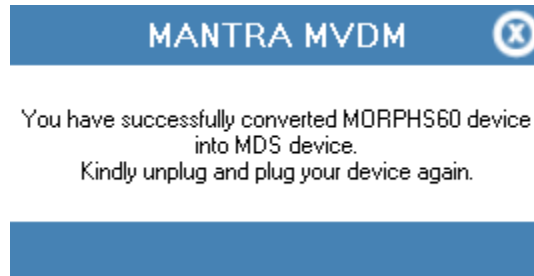 MANTRA MVDM
You have successfully converted MORPHS60 device
into MDS device.
Kindly unplug and plug your device again.